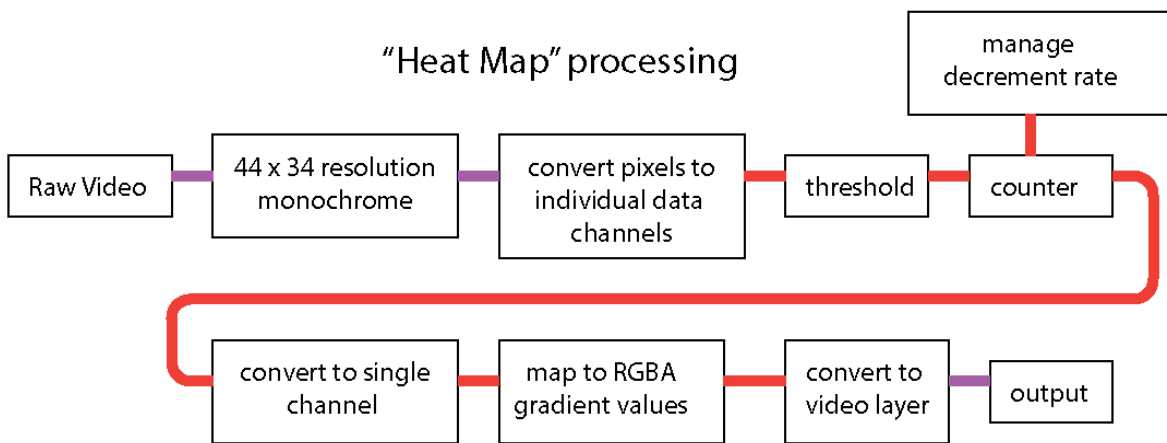 “Heat Map” processing
manage
decrement rate
Raw Video
44 x 34 resolution
monochrome
convert pixels to
individual data
channels
threshold
counter
convert to single
channel
map to RGBA
gradient values
convert to
video layer
output